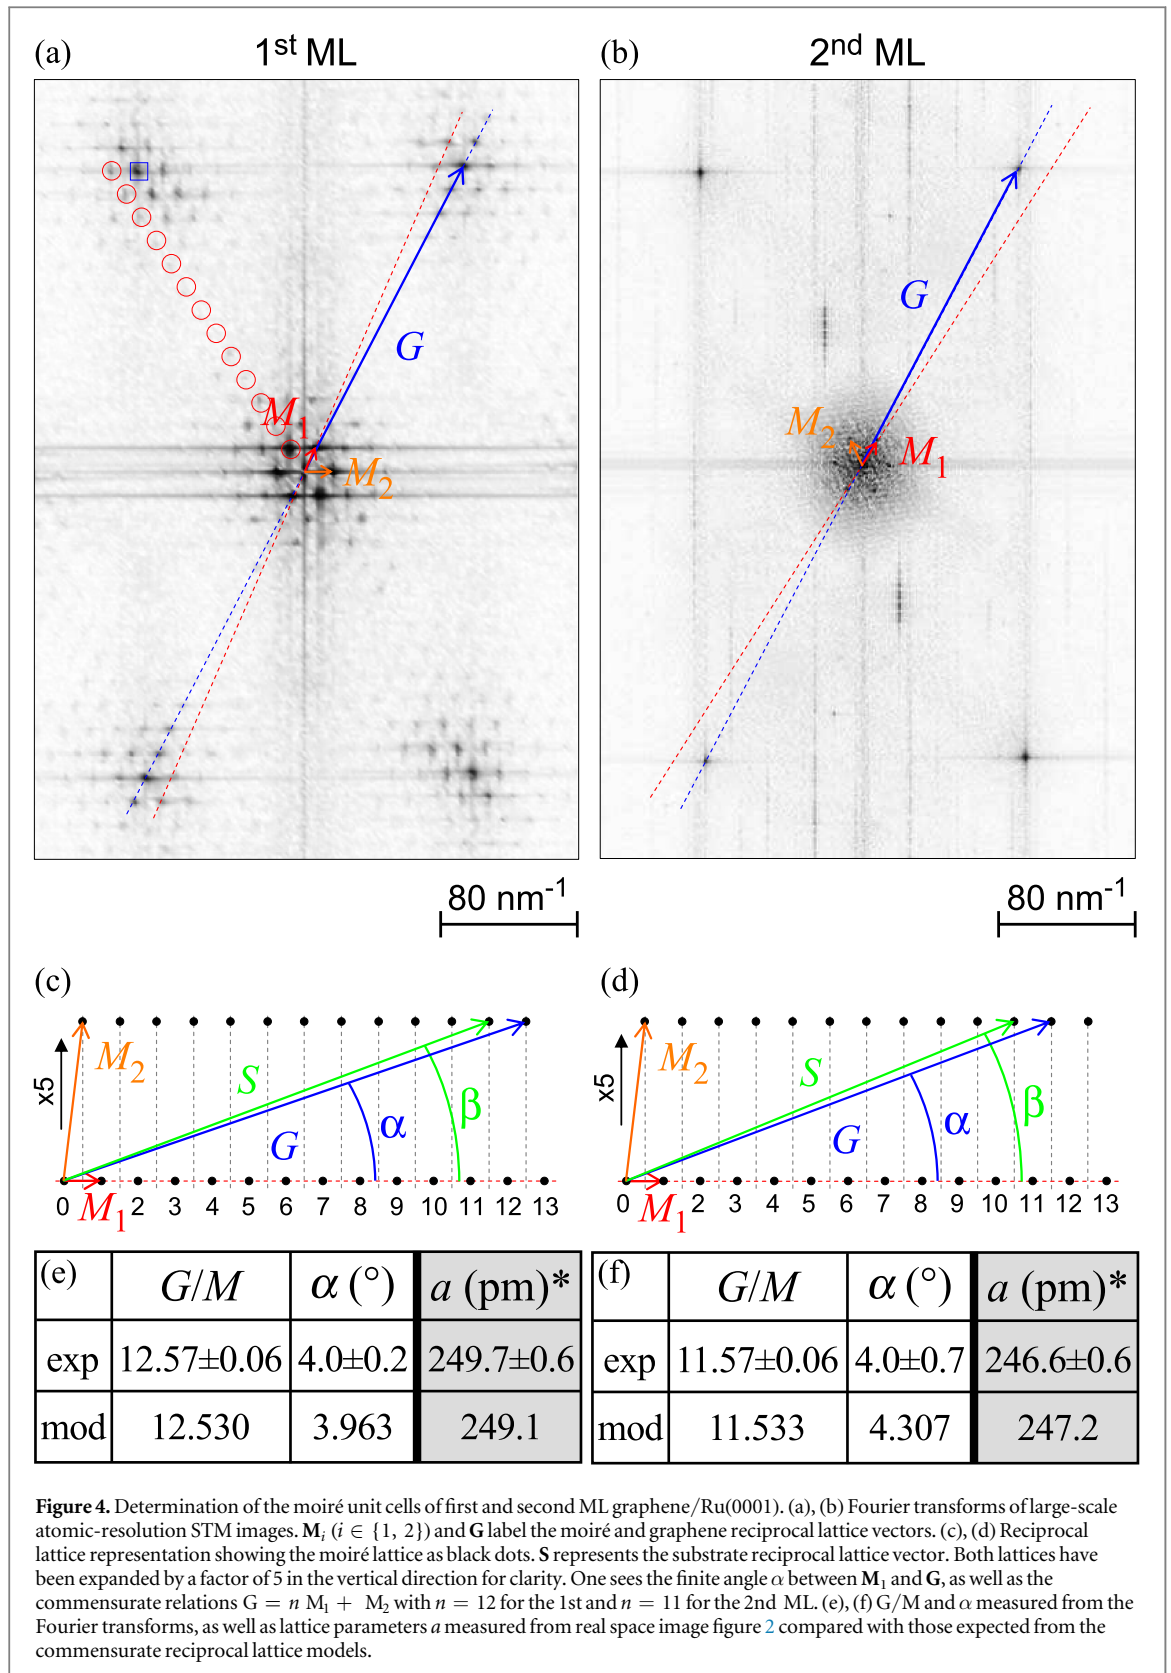 (a) 1st ML
(b) 2nd ML
G
M1
M2
G
M2
M1
80 nm-1
80 nm-1
(c)
(d)
x5
M2
S
G
α
β
0 M1 2 3 4 5 6 7 8 9 10 11 12 13
x5
M2
S
G
α
β
0 M1 2 3 4 5 6 7 8 9 10 11 12 13
(e) G/M α (°) a (pm)*
exp 12.57±0.06 4.0±0.2 249.7±0.6
mod 12.530 3.963 249.1
(f) G/M α (°) a (pm)*
exp 11.57±0.06 4.0±0.7 246.6±0.6
mod 11.533 4.307 247.2
Figure 4. Determination of the moiré unit cells of first and second ML graphene/Ru(0001). (a), (b) Fourier transforms of large-scale
atomic-resolution STM images. Mi (i ∈ {1, 2}) and G label the moiré and graphene reciprocal lattice vectors. (c), (d) Reciprocal
lattice representation showing the moiré lattice as black dots. S represents the substrate reciprocal lattice vector. Both lattices have
been expanded by a factor of 5 in the vertical direction for clarity. One sees the finite angle α between M1 and G, as well as the
commensurate relations G = n M1 + M2 with n = 12 for the 1st and n = 11 for the 2nd ML. (e), (f) G/M and α measured from the
Fourier transforms, as well as lattice parameters a measured from real space image figure 2 compared with those expected from the
commensurate reciprocal lattice models.